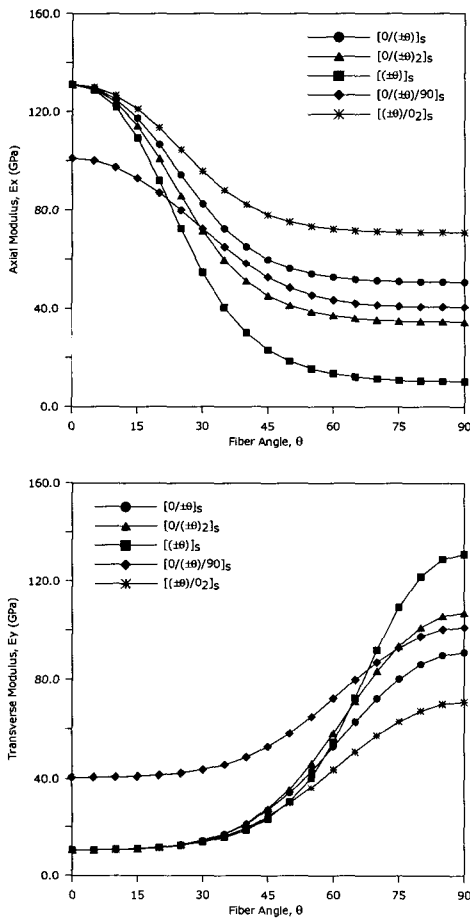 160.0
120.0
80.0
40.0
0.0
Axial Modulus, Ex (GPa)
[0/(±θ)]s
[0/(±θ)2]s
[(±θ)]s
[0/(±θ)/90]s
[(±θ)/02]s
0 15 30 45 60 75 90
Fiber Angle, θ
160.0
120.0
80.0
40.0
0.0
Transverse Modulus, Ey (GPa)
[0/±θ]s
[0/(±θ)2]s
[(±θ)]s
[0/(±θ)/90]s
[(±θ)/02]s
0 15 30 45 60 75 90
Fiber Angle, θ